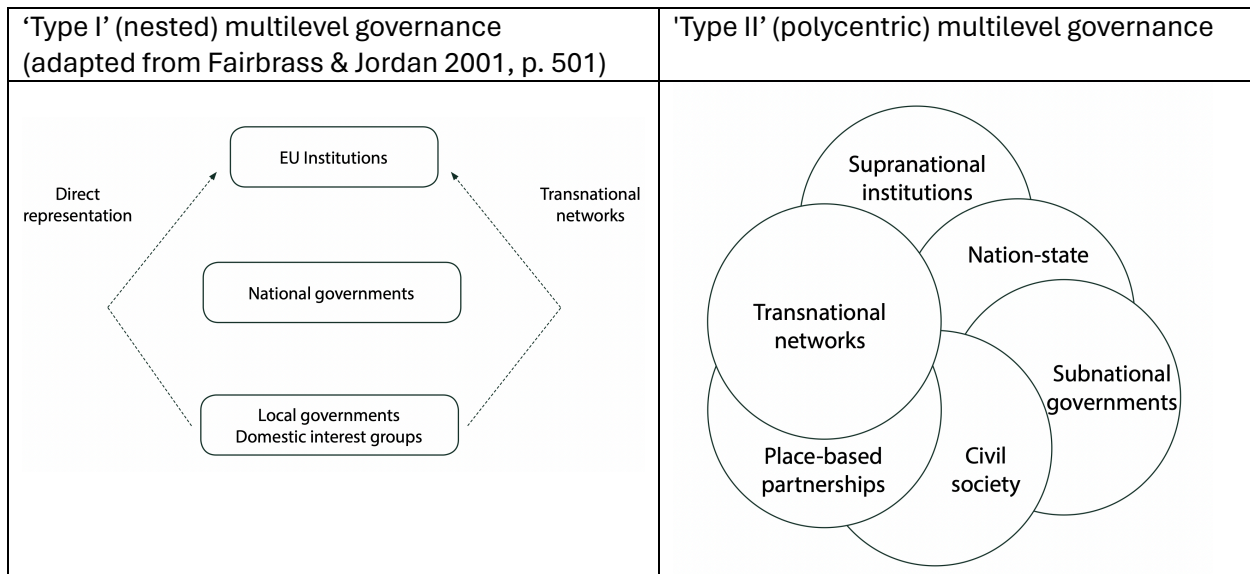 ‘Type I’ (nested) multilevel governance
(adapted from Fairbrass & Jordan 2001, p. 501)
'Type II’ (polycentric) multilevel governance
EU Institutions
Direct
representation
Transnational
networks
National governments
Local governments
Domestic interest groups
Supranational
institutions
Nation-state
Transnational
networks
Subnational
governments
Place-based
partnerships
Civil
society